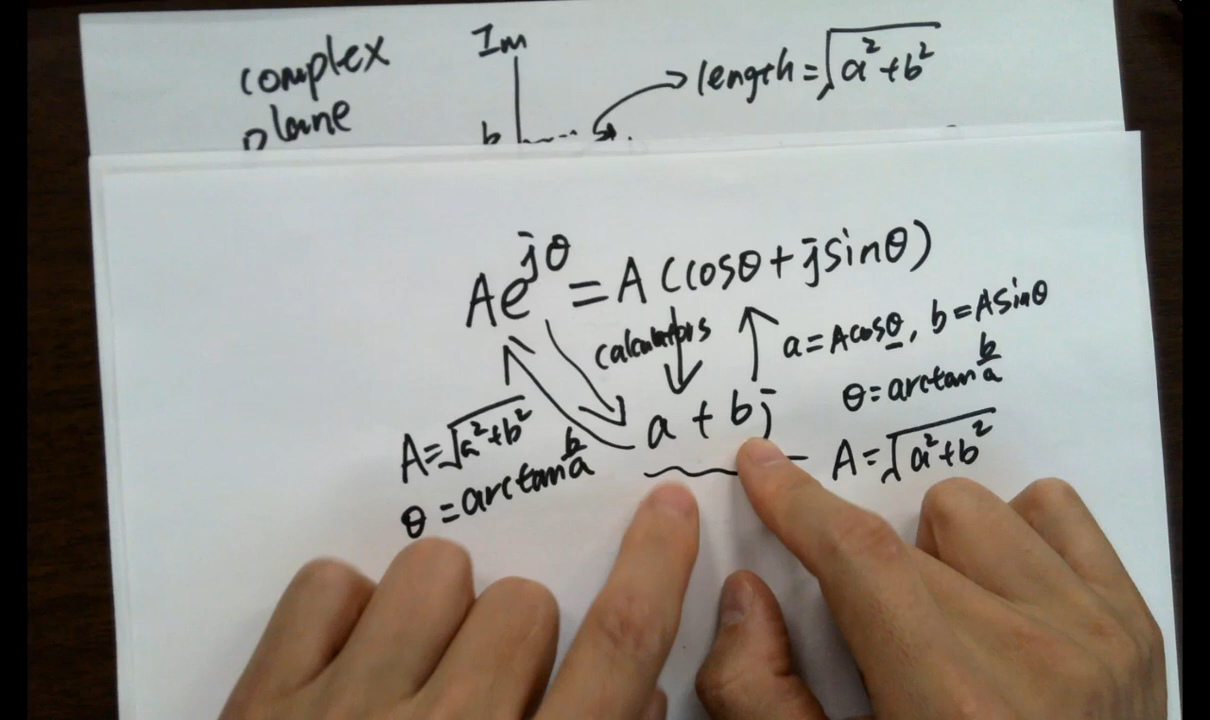 complex
plane
Im
b
length = √a²+b²
Ae^jθ = A(cosθ + jsinθ)
calculators
a = Acosθ, b = Asinθ
θ = arctan b/a
A = √a²+b²
a + bj
A = √a²+b²
θ = arctan b/a